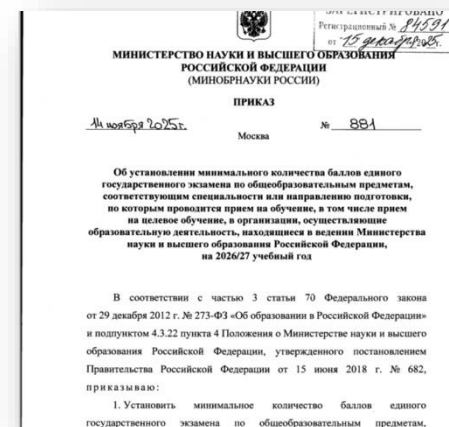 ЗАРЕГИСТРИРОВАНО
Регистрационный № 84591
от 15 декабря 2025.
МИНИСТЕРСТВО НАУКИ И ВЫСШЕГО ОБРАЗОВАНИЯ
РОССИЙСКОЙ ФЕДЕРАЦИИ
(МИНОБРНАУКИ РОССИИ)
ПРИКАЗ
14 ноября 2025г.
№ 881
Москва
Об установлении минимального количества баллов единого
государственного экзамена по общеобразовательным предметам,
соответствующим специальности или направлению подготовки,
по которым проводится прием на обучение, в том числе прием
на целевое обучение, в организации, осуществляющие
образовательную деятельность, находящиеся в ведении Министерства
науки и высшего образования Российской Федерации,
на 2026/27 учебный год
В соответствии с частью 3 статьи 70 Федерального закона
от 29 декабря 2012 г. № 273-ФЗ «Об образовании в Российской Федерации»
и подпунктом 4.3.22 пункта 4 Положения о Министерстве науки и высшего
образования Российской Федерации, утвержденного постановлением
Правительства Российской Федерации от 15 июня 2018 г. № 682,
приказываю:
1. Установить минимальное количество баллов единого
государственного экзамена по общеобразовательным предметам,